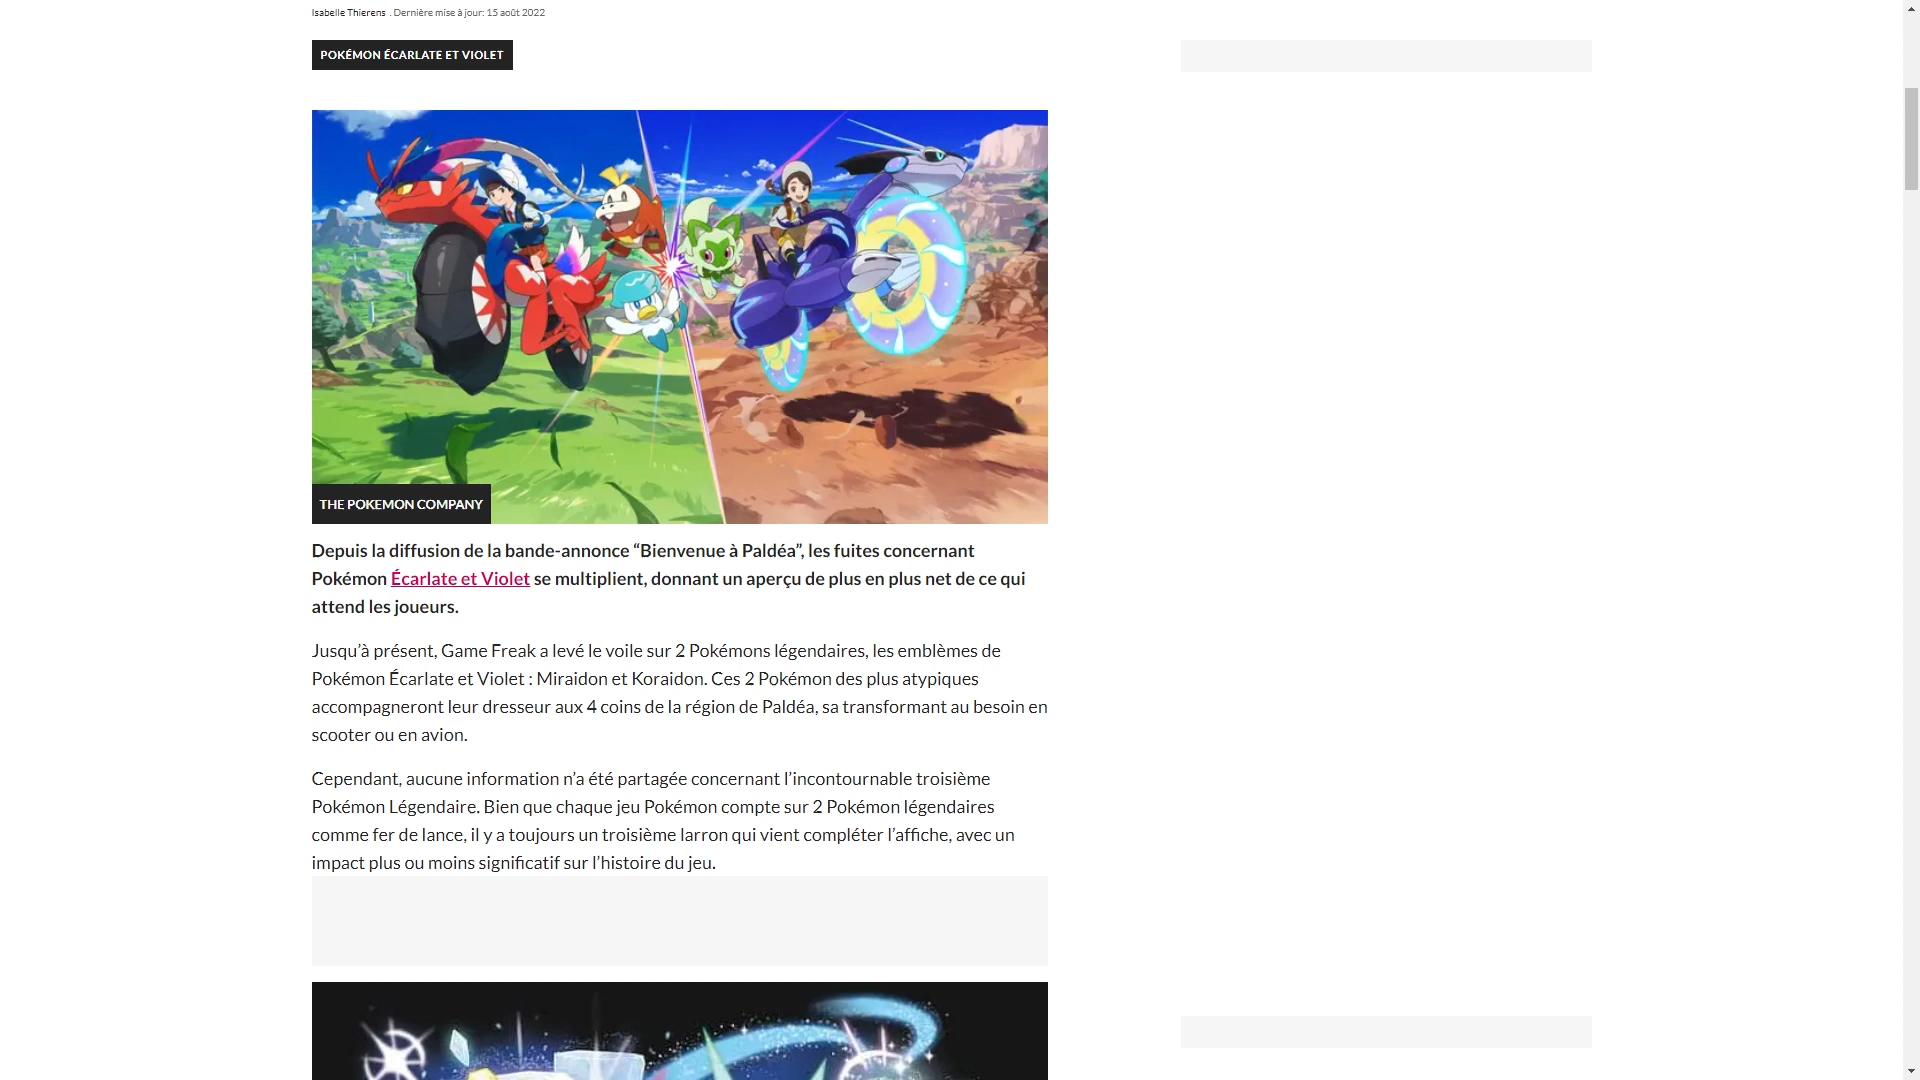 Isabelle Thierens . Dernière mise à jour: 15 août 2022
POKÉMON ÉCARLATE ET VIOLET
THE POKEMON COMPANY
Depuis la diffusion de la bande-annonce “Bienvenue à Paldéa”, les fuites concernant
Pokémon Écarlate et Violet se multiplient, donnant un aperçu de plus en plus net de ce qui
attend les joueurs.
Jusqu’à présent, Game Freak a levé le voile sur 2 Pokémons légendaires, les emblèmes de
Pokémon Écarlate et Violet : Miraidon et Koraidon. Ces 2 Pokémon des plus atypiques
accompagneront leur dresseur aux 4 coins de la région de Paldéa, sa transformant au besoin en
scooter ou en avion.
Cependant, aucune information n’a été partagée concernant l’incontournable troisième
Pokémon Légendaire. Bien que chaque jeu Pokémon compte sur 2 Pokémon légendaires
comme fer de lance, il y a toujours un troisième larron qui vient compléter l’affiche, avec un
impact plus ou moins significatif sur l’histoire du jeu.